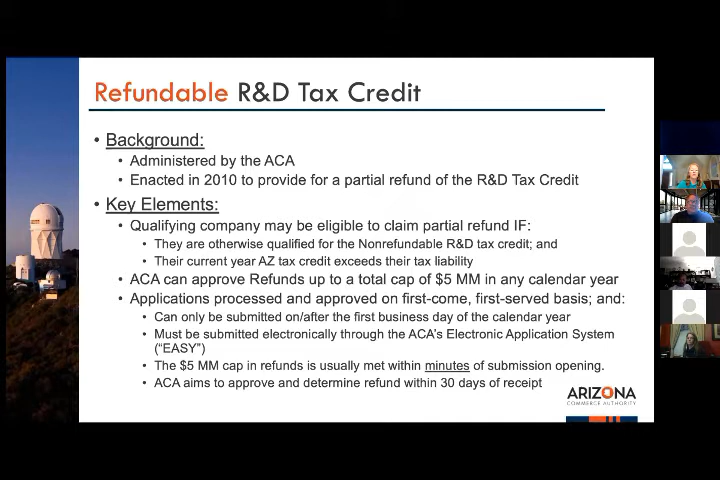 Refundable R&D Tax Credit
• Background:
• Administered by the ACA
• Enacted in 2010 to provide for a partial refund of the R&D Tax Credit
• Key Elements:
• Qualifying company may be eligible to claim partial refund IF:
• They are otherwise qualified for the Nonrefundable R&D tax credit; and
• Their current year AZ tax credit exceeds their tax liability
• ACA can approve Refunds up to a total cap of $5 MM in any calendar year
• Applications processed and approved on first-come, first-served basis; and:
• Can only be submitted on/after the first business day of the calendar year
• Must be submitted electronically through the ACA's Electronic Application System
("EASY")
• The $5 MM cap in refunds is usually met within minutes of submission opening.
• ACA aims to approve and determine refund within 30 days of receipt
ARIZONA
COMMERCE AUTHORITY